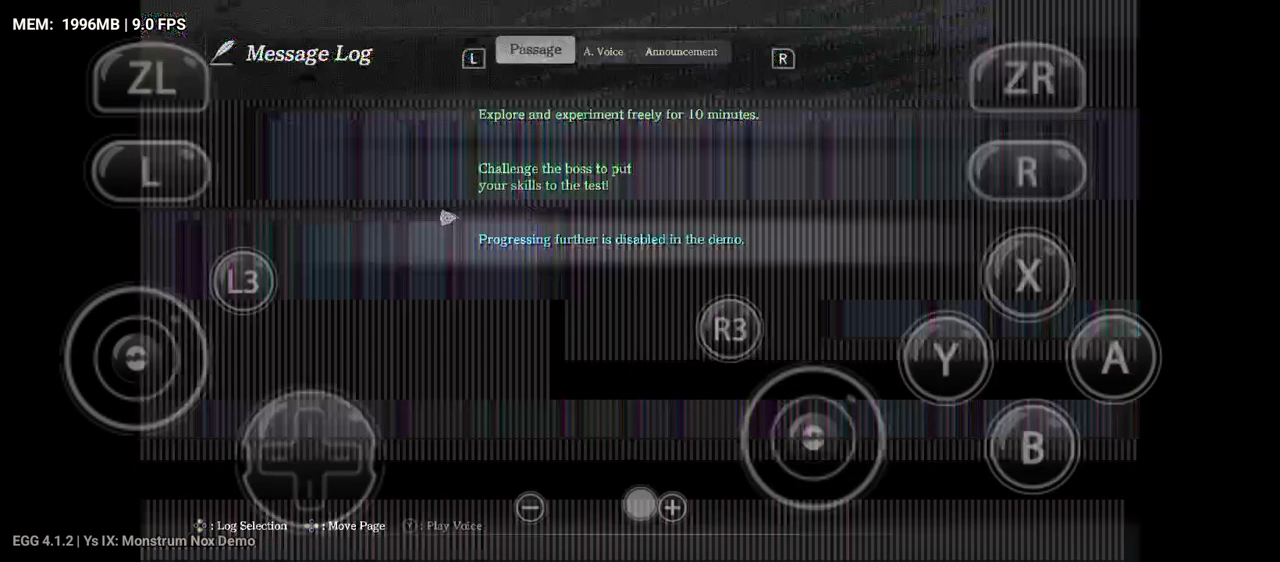 MEM: 1996MB | 9.0 FPS
ZL
Message Log
L
Passage
A. Voice
Announcement
R
ZR
Explore and experiment freely for 10 minutes.
L
Challenge the boss to put
your skills to the test!
R
Progressing further is disabled in the demo.
L3
X
R3
Y
A
B
: Log Selection
: Move Page
Y : Play Voice
EGG 4.1.2 | Ys IX: Monstrum Nox Demo